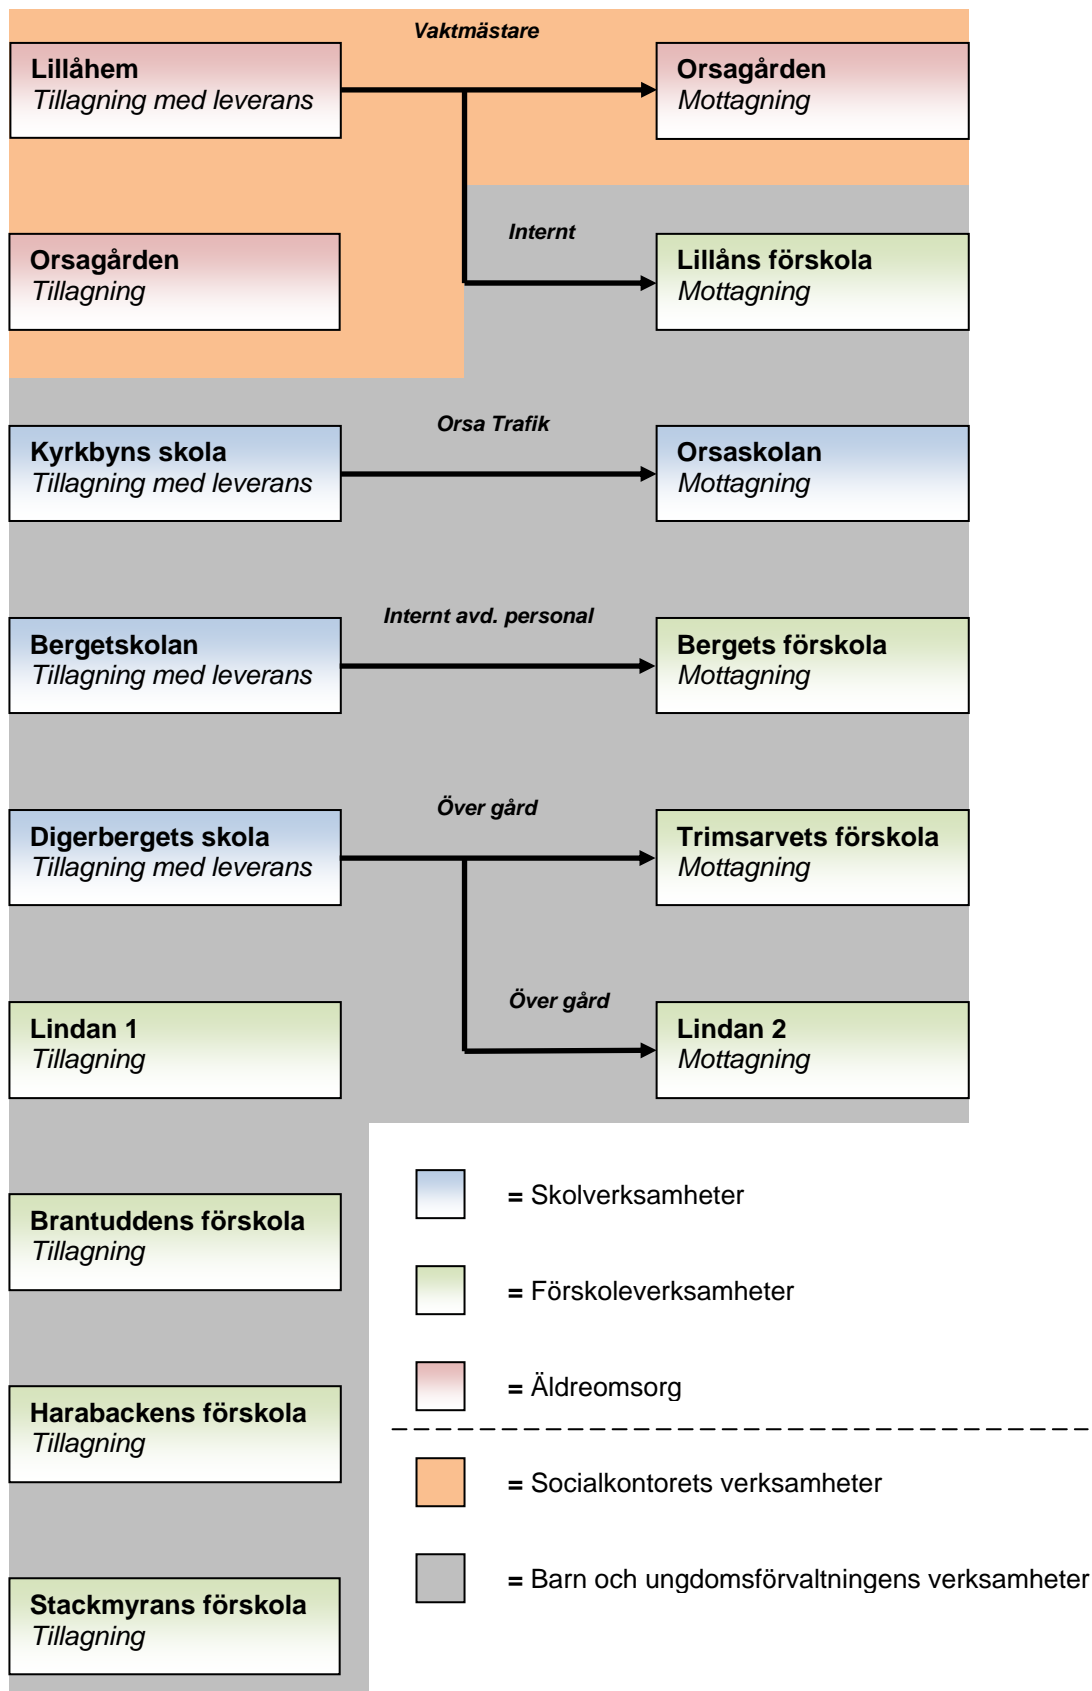 Vaktmästare
Lillåhem
Tillagning med leverans
Orsagården
Mottagning
Internt
Orsagården
Tillagning
Lillåns förskola
Mottagning
Orsa Trafik
Kyrkbyns skola
Tillagning med leverans
Orsaskolan
Mottagning
Internt avd. personal
Bergetskolan
Tillagning med leverans
Bergets förskola
Mottagning
Över gård
Digerbergets skola
Tillagning med leverans
Trimsarvets förskola
Mottagning
Över gård
Lindan 1
Tillagning
Lindan 2
Mottagning
= Skolverksamheter
Brantuddens förskola
Tillagning
= Förskoleverksamheter
= Äldreomsorg
Harabackens förskola
Tillagning
= Socialkontorets verksamheter
= Barn och ungdomsförvaltningens verksamheter
Stackmyrans förskola
Tillagning